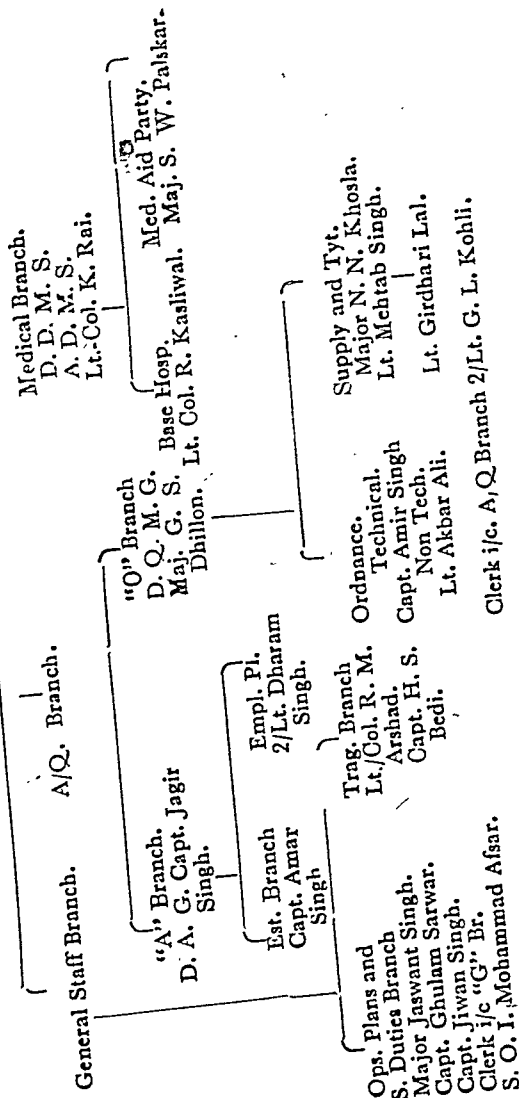 General Staff Branch.
A/Q. Branch.
Medical Branch.
D. D. M. S.
A. D. M. S.
Lt.-Col. K. Rai.
"A" Branch.
D. A. G. Capt. Jagir
Singh.
"O" Branch
D. Q. M. G.
Maj. G. S.
Dhillon.
Base Hosp.
Lt. Col. R. Kasliwal.
Med. Aid Party.
Maj. S. W. Palskar.
Est. Branch
Capt. Amar
Singh
Empl. Pl.
2/Lt. Dharam
Singh.
Ordnance.
Technical.
Capt. Amir Singh
Non Tech.
Lt. Akbar Ali.
Supply and Tyt.
Major N. N. Khosla.
Lt. Mehtab Singh.
Lt. Girdhari Lal.
Ops. Plans and
S. Duties Branch
Major Jaswant Singh.
Capt. Ghulam Sarwar.
Capt. Jiwan Singh.
Clerk i/c "G" Br.
S. O. I. Mohammad Afsar.
Trag. Branch
Lt./Col. R. M.
Arshad.
Capt. H. S.
Bedi.
Clerk i/c. A/Q Branch 2/Lt. G. L. Kohli.